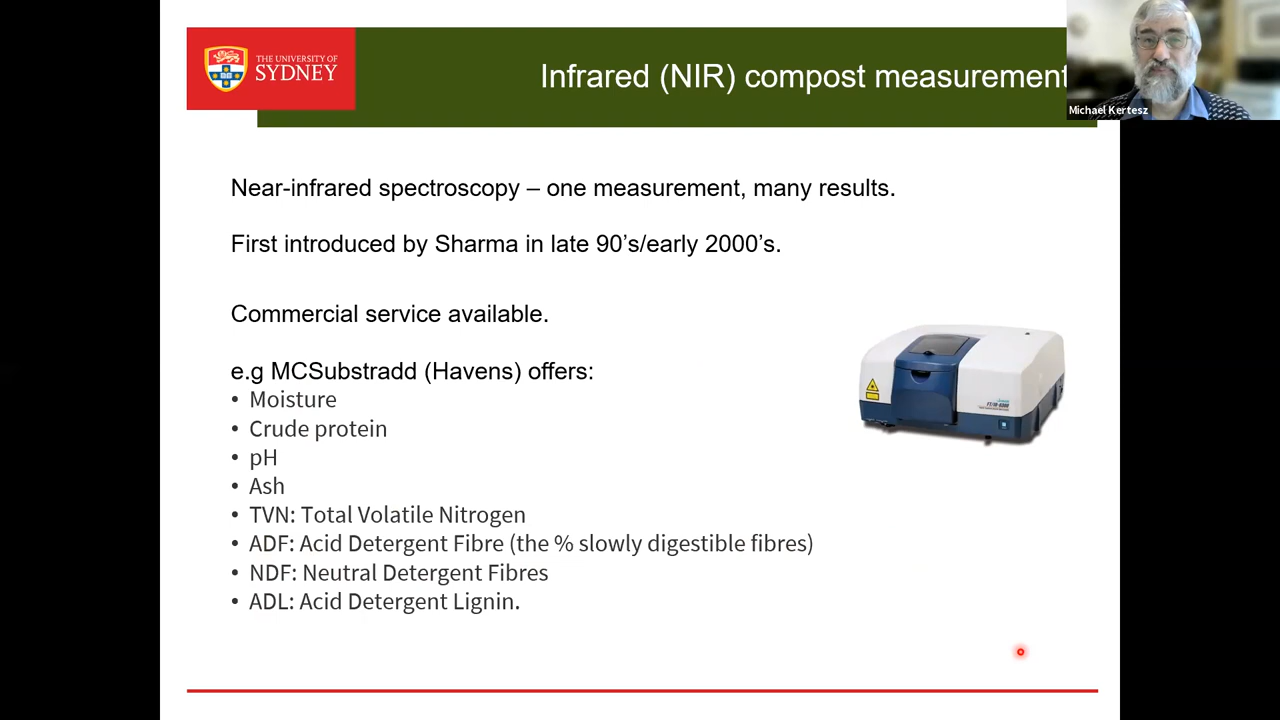 THE UNIVERSITY OF
SYDNEY
Infrared (NIR) compost measurement
Michael Kertesz
Near-infrared spectroscopy – one measurement, many results.
First introduced by Sharma in late 90’s/early 2000’s.
Commercial service available.
e.g MCSubstradd (Havens) offers:
• Moisture
• Crude protein
• pH
• Ash
• TVN: Total Volatile Nitrogen
• ADF: Acid Detergent Fibre (the % slowly digestible fibres)
• NDF: Neutral Detergent Fibres
• ADL: Acid Detergent Lignin.